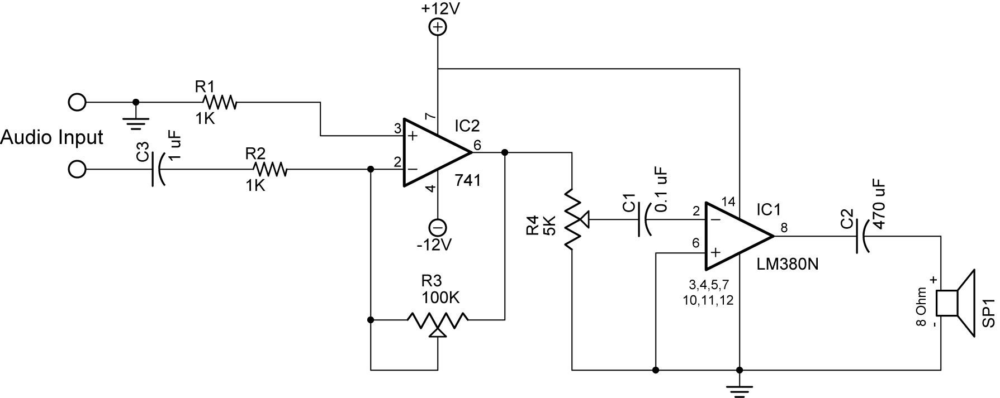 +12V
R1
1K
Audio Input
C3
1 uF
R2
1K
3
+
2
−
7
4
6
IC2
741
-12V
R3
100K
R4
5K
C1
0.1 uF
2
−
6
+
14
8
IC1
LM380N
3,4,5,7
10,11,12
C2
470 uF
8 Ohm
+
-
SP1